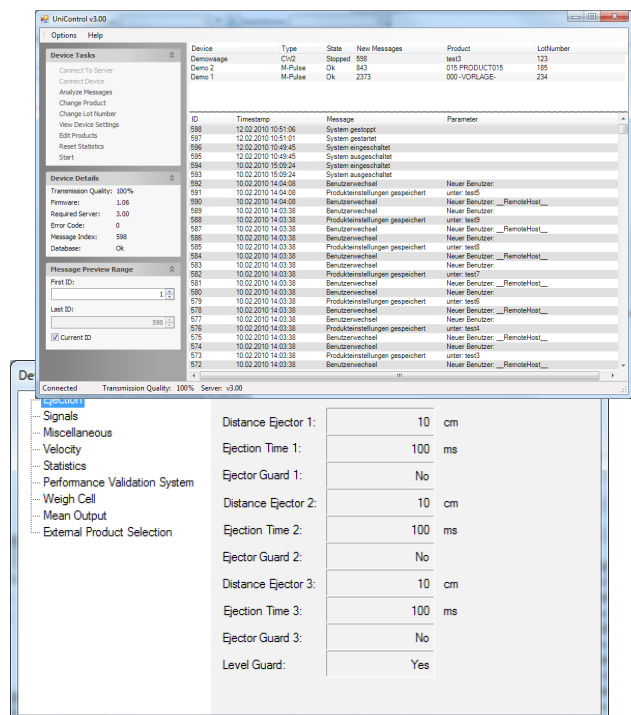 UniControl v3.00
Options Help
Device Tasks
Connect To Server
Connect Device
Analyze Messages
Change Product
Change Lot Number
View Device Settings
Edit Products
Reset Statistics
Start
Device Details
Transmission Quality: 100%
Firmware: 1.06
Required Server: 3.00
Error Code: 0
Message Index: 598
Database: Ok
Message Preview Range
First ID:
1
Last ID:
598
Current ID
Device Type State New Messages Product LotNumber
Demowaage CW2 Stopped 598 test3 123
Demo 2 M-Pulse Ok 843 015 PRODUCT015 185
Demo 1 M-Pulse Ok 2373 000 -VORLAGE- 234
ID Timestamp Message Parameter
598 12.02.2010 10:51:06 System gestoppt
597 12.02.2010 10:51:01 System gestartet
596 12.02.2010 10:49:45 System eingeschaltet
595 12.02.2010 10:49:45 System ausgeschaltet
594 10.02.2010 15:09:24 System eingeschaltet
593 10.02.2010 15:09:24 System ausgeschaltet
592 10.02.2010 14:04:08 Benutzerwechsel Neuer Benutzer:
591 10.02.2010 14:04:08 Produkteinstellungen gespeichert unter: test5
590 10.02.2010 14:04:08 Benutzerwechsel Neuer Benutzer: __RemoteHost__
589 10.02.2010 14:03:38 Benutzerwechsel Neuer Benutzer:
588 10.02.2010 14:03:38 Produkteinstellungen gespeichert unter: test9
587 10.02.2010 14:03:38 Benutzerwechsel Neuer Benutzer: __RemoteHost__
586 10.02.2010 14:03:38 Benutzerwechsel Neuer Benutzer:
585 10.02.2010 14:03:38 Produkteinstellungen gespeichert unter: test8
584 10.02.2010 14:03:38 Benutzerwechsel Neuer Benutzer: __RemoteHost__
583 10.02.2010 14:03:38 Benutzerwechsel Neuer Benutzer:
582 10.02.2010 14:03:38 Produkteinstellungen gespeichert unter: test7
581 10.02.2010 14:03:38 Benutzerwechsel Neuer Benutzer: __RemoteHost__
580 10.02.2010 14:03:38 Benutzerwechsel Neuer Benutzer:
579 10.02.2010 14:03:38 Produkteinstellungen gespeichert unter: test6
578 10.02.2010 14:03:38 Benutzerwechsel Neuer Benutzer: __RemoteHost__
577 10.02.2010 14:03:38 Benutzerwechsel Neuer Benutzer:
576 10.02.2010 14:03:38 Produkteinstellungen gespeichert unter: test4
575 10.02.2010 14:03:38 Benutzerwechsel Neuer Benutzer: __RemoteHost__
574 10.02.2010 14:03:38 Benutzerwechsel Neuer Benutzer:
573 10.02.2010 14:03:38 Produkteinstellungen gespeichert unter: test3
572 10.02.2010 14:03:38 Benutzerwechsel Neuer Benutzer: __RemoteHost__
Connected Transmission Quality: 100% Server: v3.00
Ejection
Signals
Miscellaneous
Velocity
Statistics
Performance Validation System
Weigh Cell
Mean Output
External Product Selection
Distance Ejector 1: 10 cm
Ejection Time 1: 100 ms
Ejector Guard 1: No
Distance Ejector 2: 10 cm
Ejection Time 2: 100 ms
Ejector Guard 2: No
Distance Ejector 3: 10 cm
Ejection Time 3: 100 ms
Ejector Guard 3: No
Level Guard: Yes